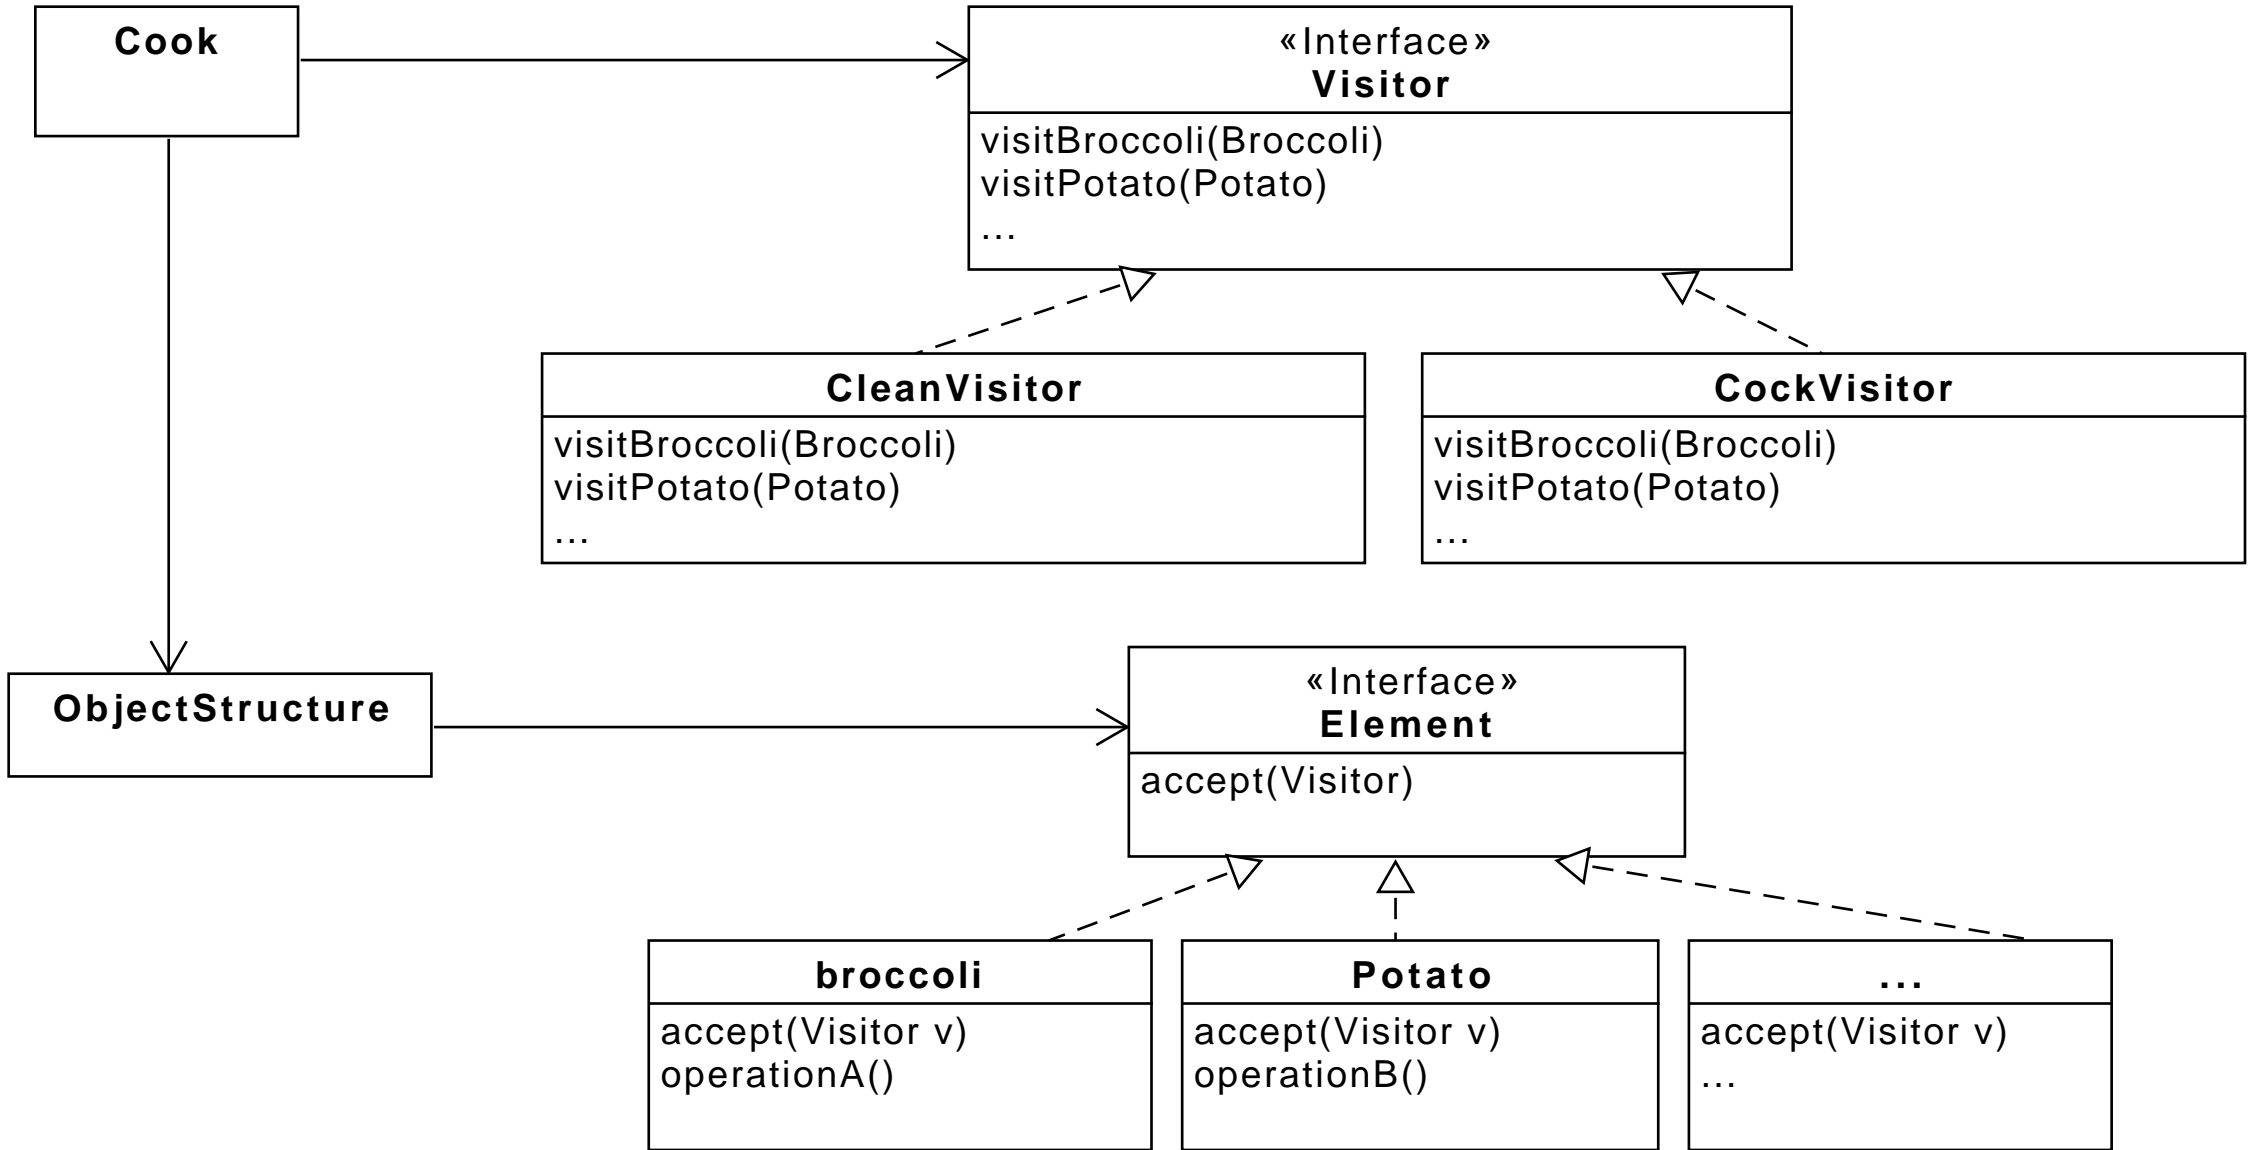 Cook
«Interface»
Visitor
visitBroccoli(Broccoli)
visitPotato(Potato)
...
CleanVisitor
visitBroccoli(Broccoli)
visitPotato(Potato)
...
CockVisitor
visitBroccoli(Broccoli)
visitPotato(Potato)
...
ObjectStructure
«Interface»
Element
accept(Visitor)
broccoli
accept(Visitor v)
operationA()
Potato
accept(Visitor v)
operationB()
...
accept(Visitor v)
...